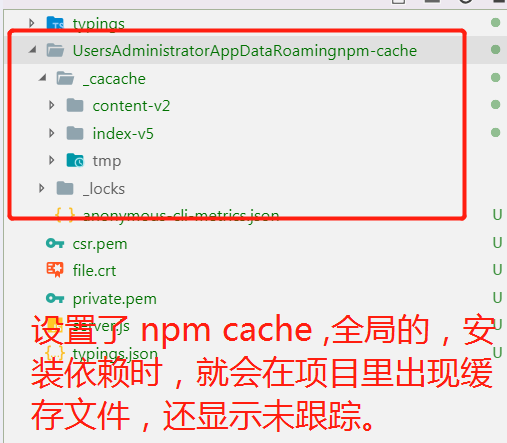 typings
UsersAdministratorAppDataRoamingnpm-cache
_cacache
content-v2
index-v5
tmp
_locks
anonymous-cli-metrics.json U
csr.pem U
file.crt U
private.pem U
server.js U
typings.json U
设置了 npm cache ,全局的，安
装依赖时，就会在项目里出现缓
存文件，还显示未跟踪。